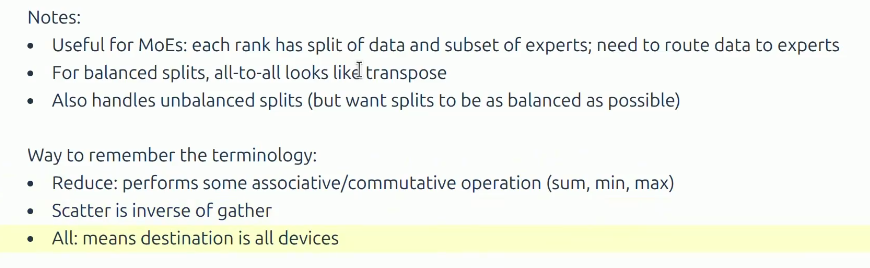 Notes:
• Useful for MoEs: each rank has split of data and subset of experts; need to route data to experts
• For balanced splits, all-to-all looks like transpose
• Also handles unbalanced splits (but want splits to be as balanced as possible)
Way to remember the terminology:
• Reduce: performs some associative/commutative operation (sum, min, max)
• Scatter is inverse of gather
• All: means destination is all devices